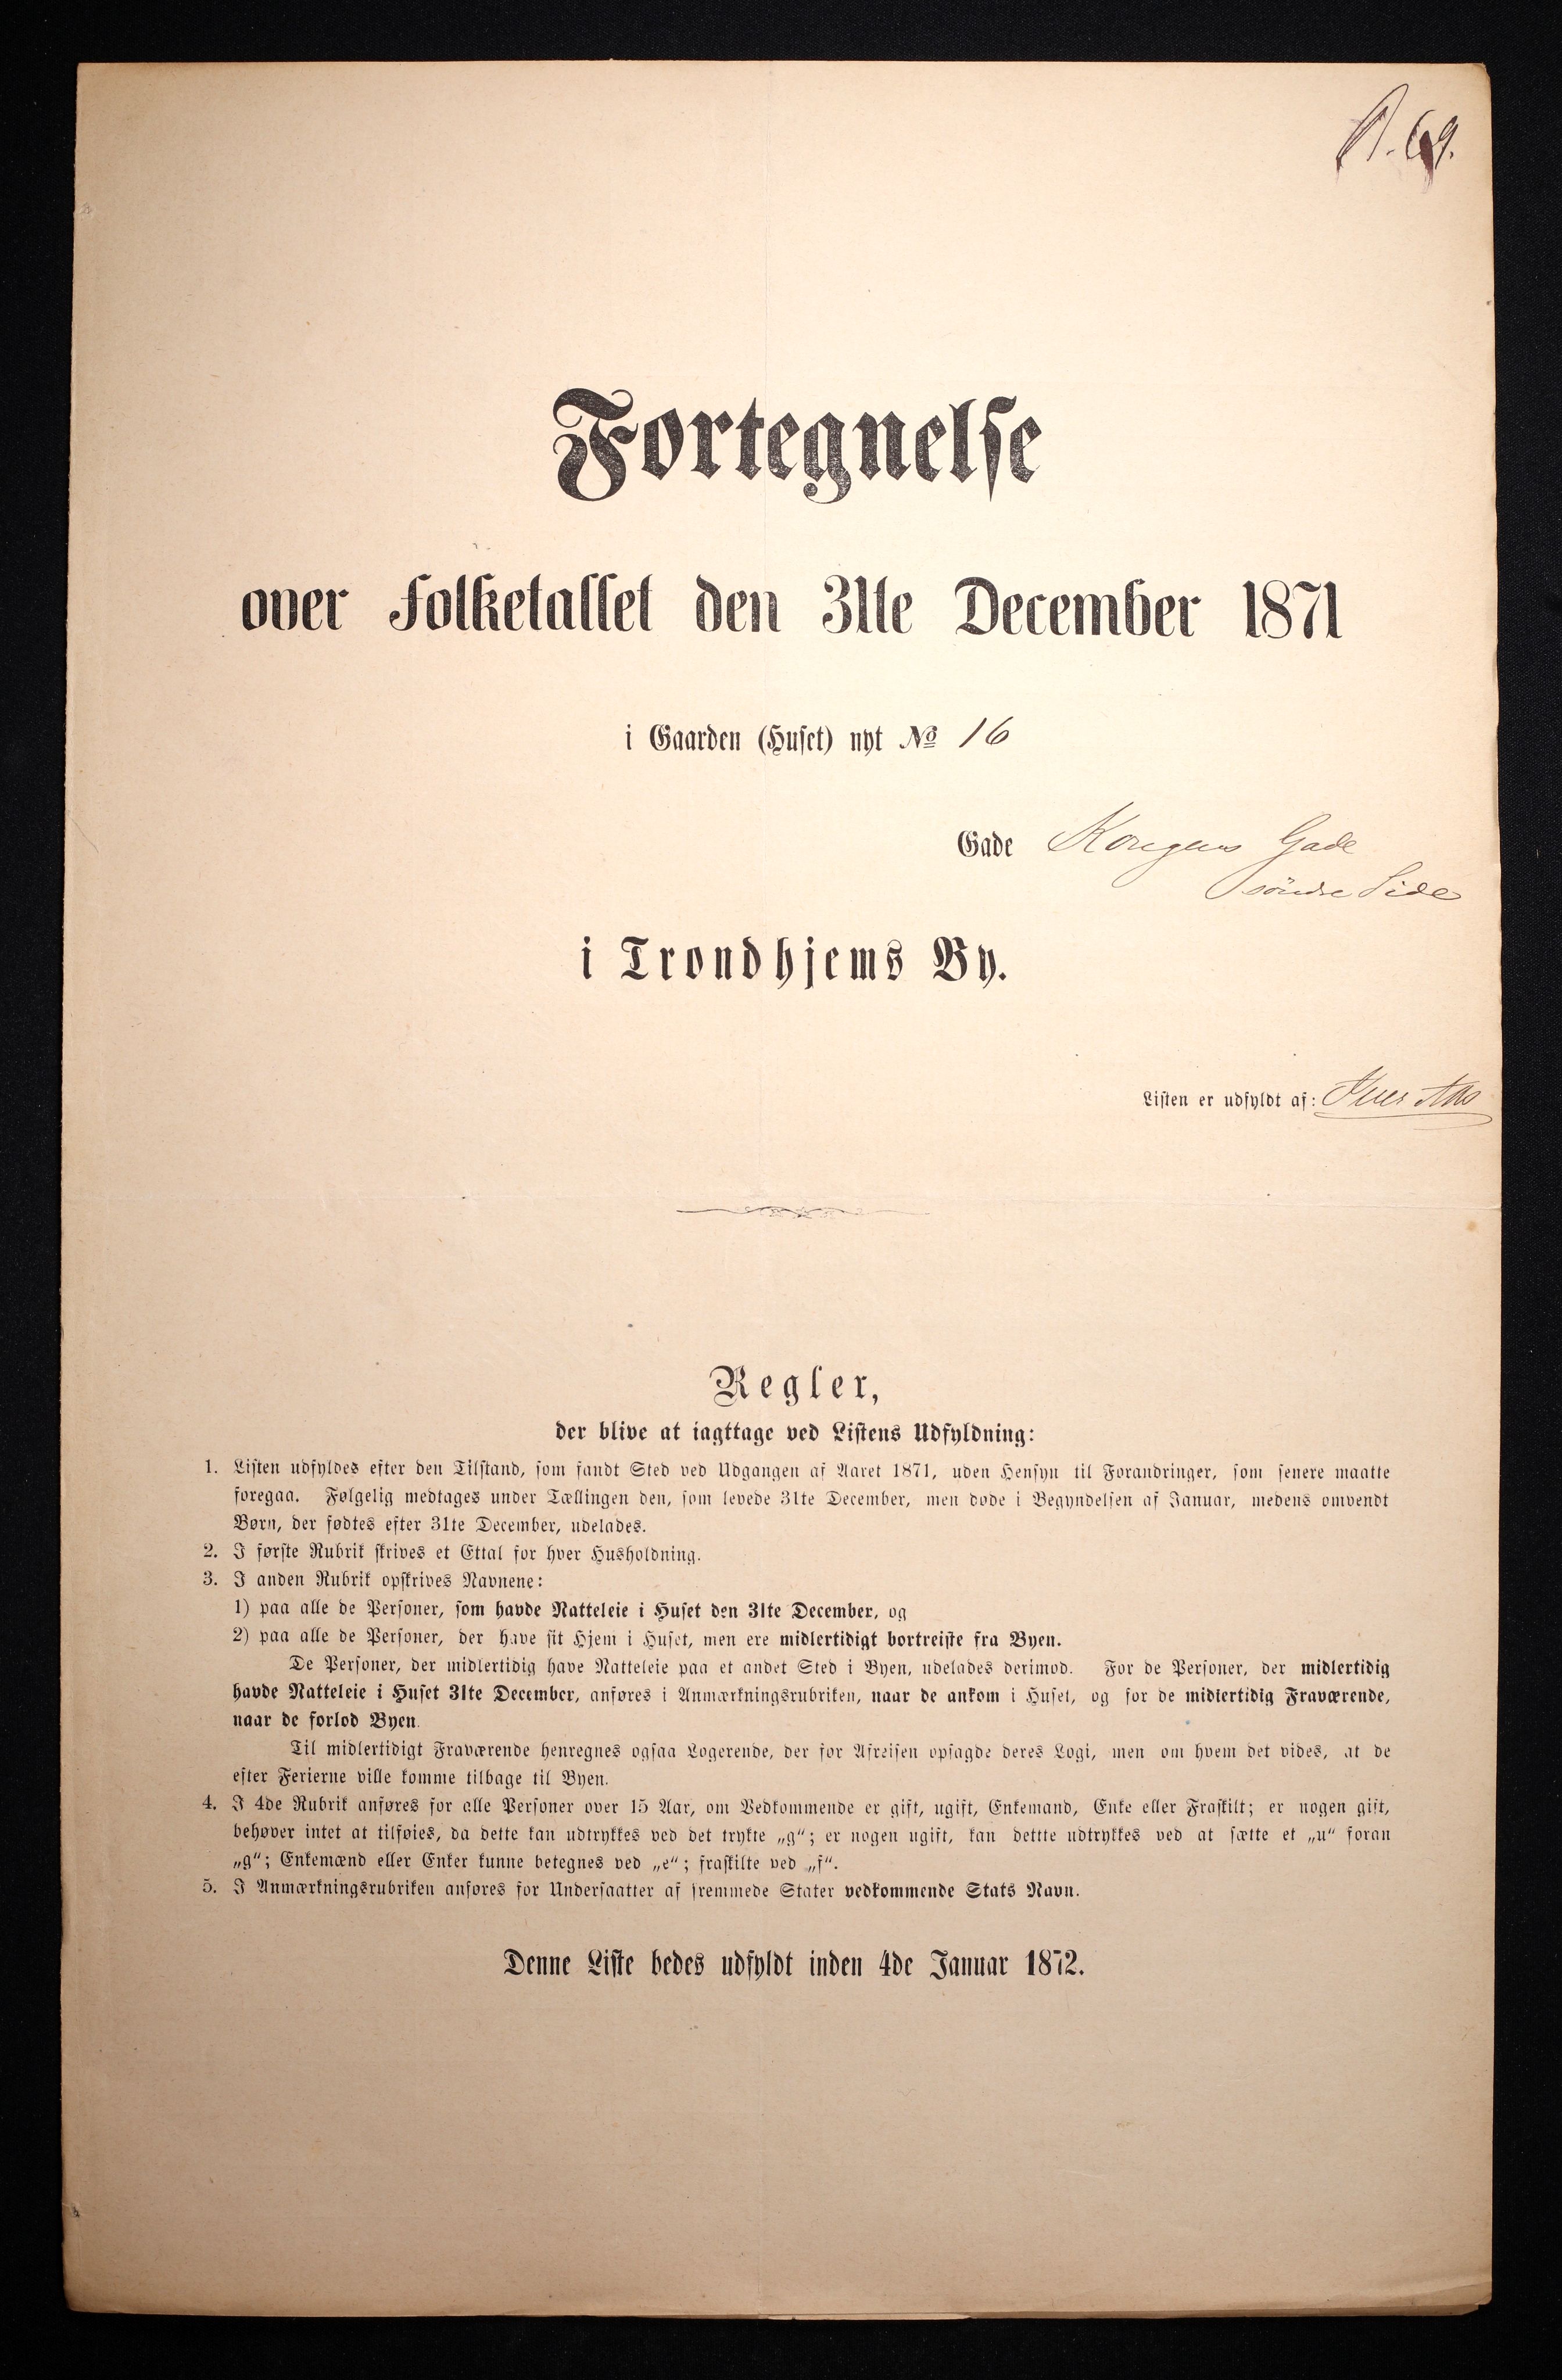 Fortegnelse
over Folketallet den 31te December 1871
i Gaarden (Huset) nyt № 16
Gade Kongens Gade
søndre Side
i Trondhjems By.
Listen er udfyldt af: Iver Aas
Regler,
der blive at iagttage ved Listens Udfyldning:
1. Listen udfyldes efter den Tilstand, som fandt Sted ved Udgangen af Aaret 1871, uden Hensyn til Forandringer, som senere maatte
foregaa. Følgelig medtages under Tællingen den, som levede 31te December, men døde i Begyndelsen af Januar, medens omvendt
Børn, der fødtes efter 31te December, udelades.
2. I første Rubrik skrives et Ettal for hver Husholdning.
3. I anden Rubrik opskrives Navnene:
1) paa alle de Personer, som havde Natteleie i Huset den 31te December, og
2) paa alle de Personer, der have sit Hjem i Huset, men ere midlertidigt bortreiste fra Byen.
De Personer, der midlertidig have Natteleie paa et andet Sted i Byen, udelades derimod. For de Personer, der midlertidig
havde Natteleie i Huset 31te December, anføres i Anmærkningsrubriken, naar de ankom i Huset, og for de midlertidig Fraværende,
naar de forlod Byen.
Til midlertidigt Fraværende henregnes ogsaa Logerende, der før Afreisen opsagde deres Logi, men om hvem det vides, at de
efter Ferierne ville komme tilbage til Byen.
4. I 4de Rubrik anføres for alle Personer over 15 Aar, om Vedkommende er gift, ugift, Enkemand, Enke eller Fraskilt; er nogen gift,
behøver intet at tilføies, da dette kan udtrykkes ved det trykte „g“; er nogen ugift, kan dettte udtrykkes ved at sætte et „u“ foran
„g“; Enkemænd eller Enker kunne betegnes ved „e“; fraskilte ved „f“.
5. I Anmærkningsrubriken anføres for Undersaatter af fremmede Stater vedkommende Stats Navn.
Denne Liste bedes udfyldt inden 4de Januar 1872.